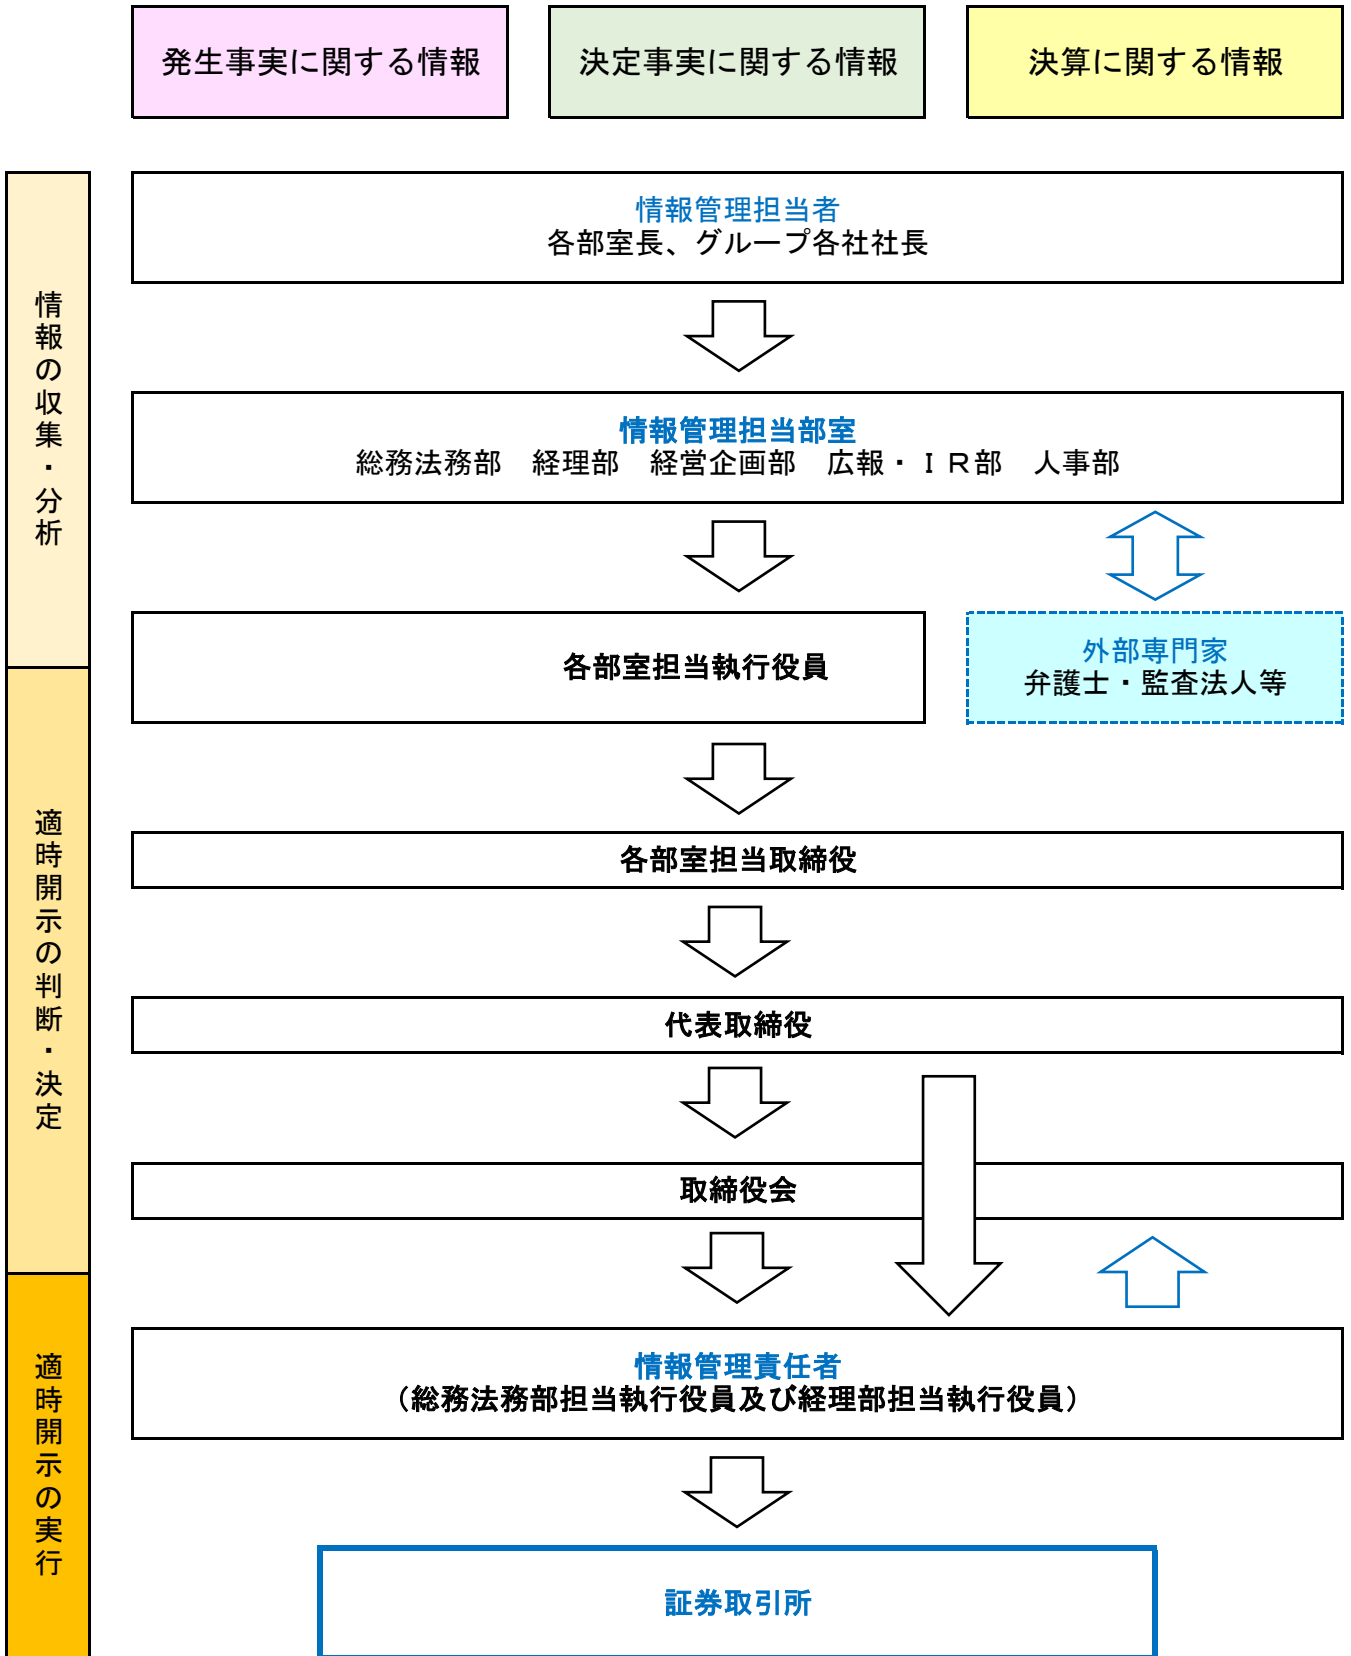 発生事実に関する情報
決定事実に関する情報
決算に関する情報
情報の収集・分析
情報管理担当者
各部室長、グループ各社社長
情報管理担当部室
総務法務部　経理部　経営企画部　広報・ＩＲ部　人事部
各部室担当執行役員
外部専門家
弁護士・監査法人等
適時開示の判断・決定
各部室担当取締役
代表取締役
取締役会
適時開示の実行
情報管理責任者
（総務法務部担当執行役員及び経理部担当執行役員）
証券取引所